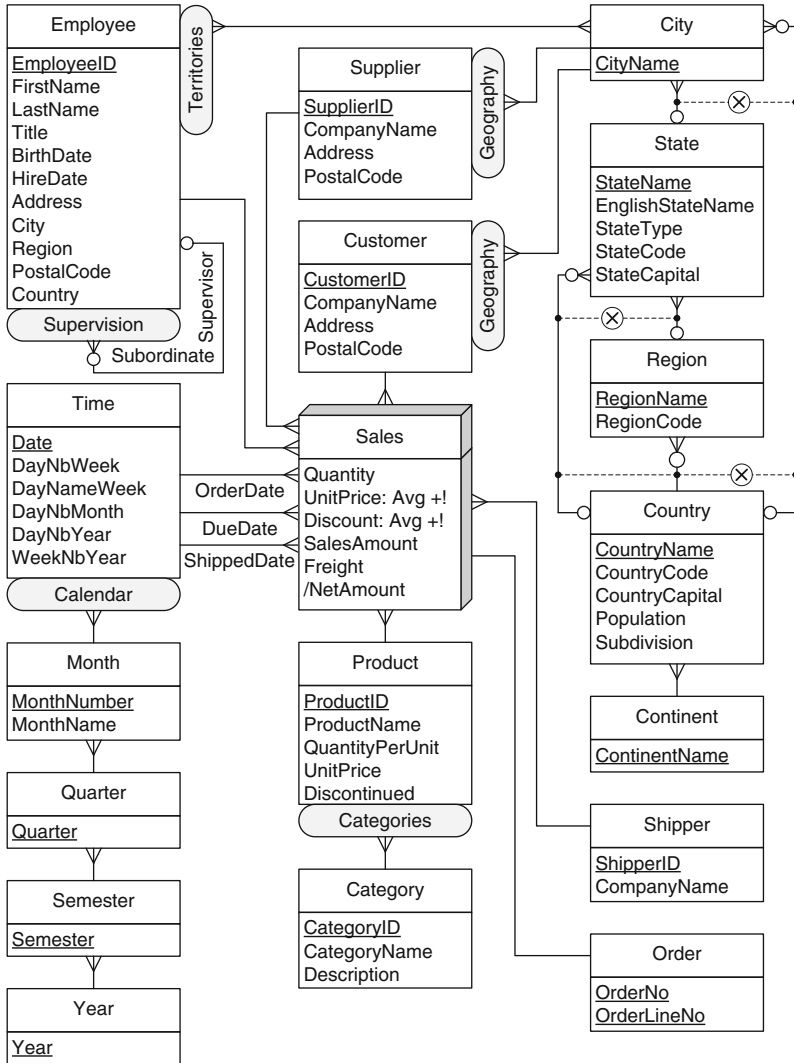 Employee
EmployeeID
FirstName
LastName
Title
BirthDate
HireDate
Address
City
Region
PostalCode
Country
Supervision
Territories
Supervisor
Subordinate
Supplier
SupplierID
CompanyName
Address
PostalCode
Geography
Customer
CustomerID
CompanyName
Address
PostalCode
Geography
City
CityName
State
StateName
EnglishStateName
StateType
StateCode
StateCapital
Region
RegionName
RegionCode
Country
CountryName
CountryCode
CountryCapital
Population
Subdivision
Continent
ContinentName
Time
Date
DayNbWeek
DayNameWeek
DayNbMonth
DayNbYear
WeekNbYear
Calendar
OrderDate
DueDate
ShippedDate
Sales
Quantity
UnitPrice: Avg +!
Discount: Avg +!
SalesAmount
Freight
/NetAmount
Month
MonthNumber
MonthName
Quarter
Quarter
Semester
Semester
Year
Year
Product
ProductID
ProductName
QuantityPerUnit
UnitPrice
Discontinued
Categories
Category
CategoryID
CategoryName
Description
Shipper
ShipperID
CompanyName
Order
OrderNo
OrderLineNo